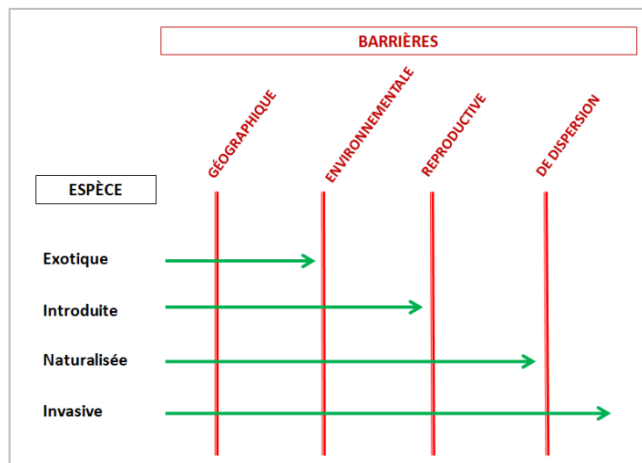 BARRIÈRES
GÉOGRAPHIQUE
ENVIRONNEMENTALE
REPRODUCTIVE
DE DISPERSION
ESPÈCE
Exotique
Introduite
Naturalisée
Invasive